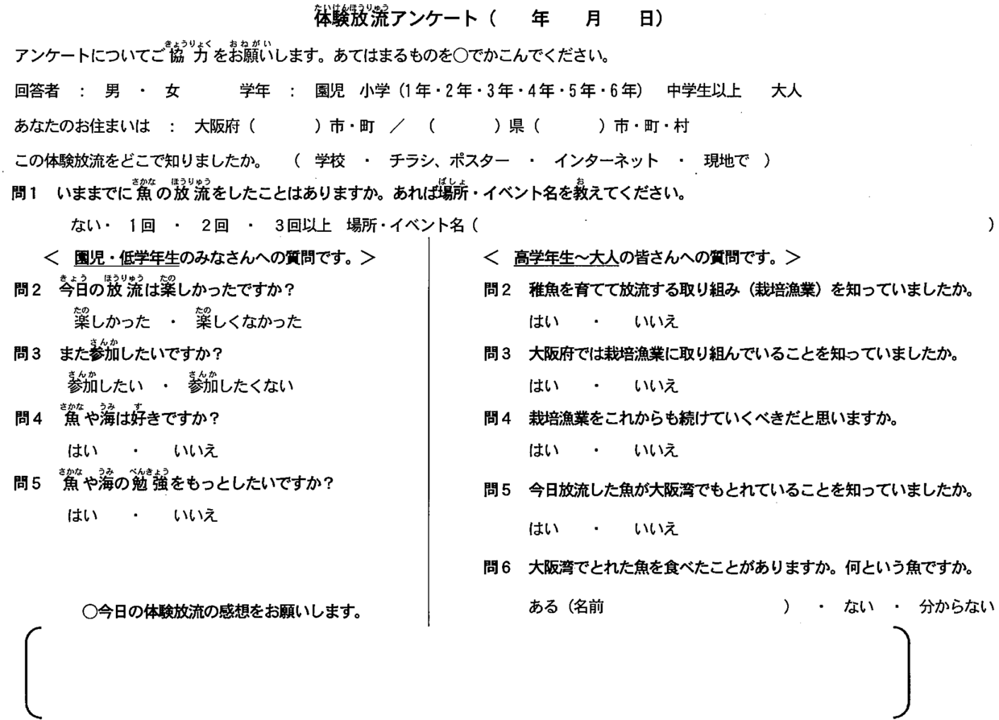 体験放流アンケート（　　年　　月　　日）
アンケートについてご協力をお願いします。あてはまるものを○でかこんでください。
回答者　：　男　・　女　　　　学年　：　園児　小学（1年・2年・3年・4年・5年・6年）　中学生以上　　大人
あなたのお住まいは　：　大阪府（　　　　）市・町　／　（　　　　）県（　　　　）市・町・村
この体験放流をどこで知りましたか。　（　学校　・　チラシ、ポスター　・　インターネット　・　現地で　）
問1　いままでに魚の放流をしたことはありますか。あれば場所・イベント名を教えてください。
ない・　1回　・　2回　・　3回以上　場所・イベント名（　　　　　　　　）
＜　園児・低学年生のみなさんへの質問です。＞
問2　今日の放流は楽しかったですか？
楽しかった　・　楽しくなかった
問3　また参加したいですか？
参加したい　・　参加したくない
問4　魚や海は好きですか？
はい　　・　　いいえ
問5　魚や海の勉強をもっとしたいですか？
はい　　・　　いいえ
＜　高学年生～大人の皆さんへの質問です。＞
問2　稚魚を育てて放流する取り組み（栽培漁業）を知っていましたか。
はい　　・　　いいえ
問3　大阪府では栽培漁業に取り組んでいることを知っていましたか。
はい　　・　　いいえ
問4　栽培漁業をこれからも続けていくべきだと思いますか。
はい　　・　　いいえ
問5　今日放流した魚が大阪湾でもとれていることを知っていましたか。
はい　　・　　いいえ
問6　大阪湾でとれた魚を食べたことがありますか。何という魚ですか。
ある（名前　　　　　　　　）　・　ない　・　分からない
○今日の体験放流の感想をお願いします。